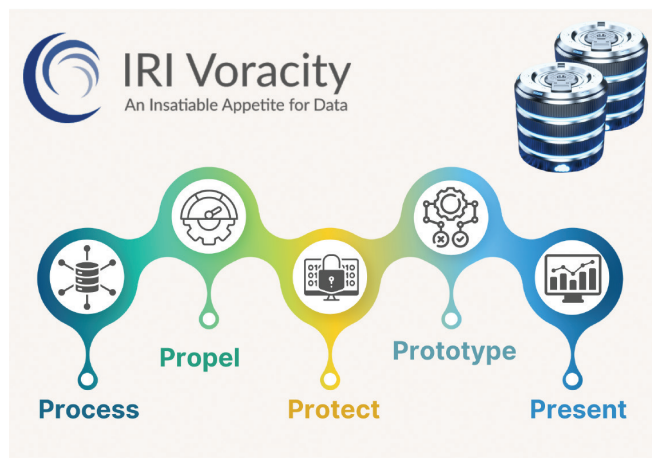 IRI Voracity
An Insatiable Appetite for Data
Process
Propel
Protect
Prototype
Present